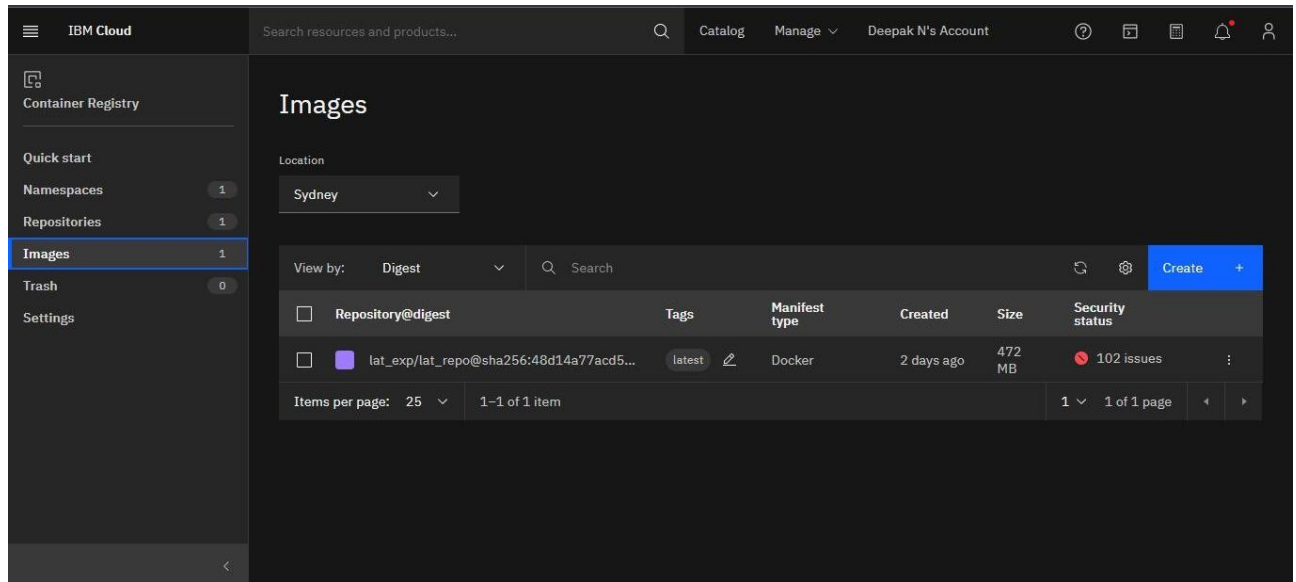 IBM Cloud
Search resources and products...
Catalog
Manage
Deepak N's Account
Container Registry
Quick start
Namespaces 1
Repositories 1
Images 1
Trash 0
Settings
Images
Location
Sydney
View by: Digest
Search
Create +
Repository@digest Tags Manifest type Created Size Security status
lat_exp/lat_repo@sha256:48d14a77acd5... latest Docker 2 days ago 472 MB 102 issues
Items per page: 25 1–1 of 1 item 1 1 of 1 page